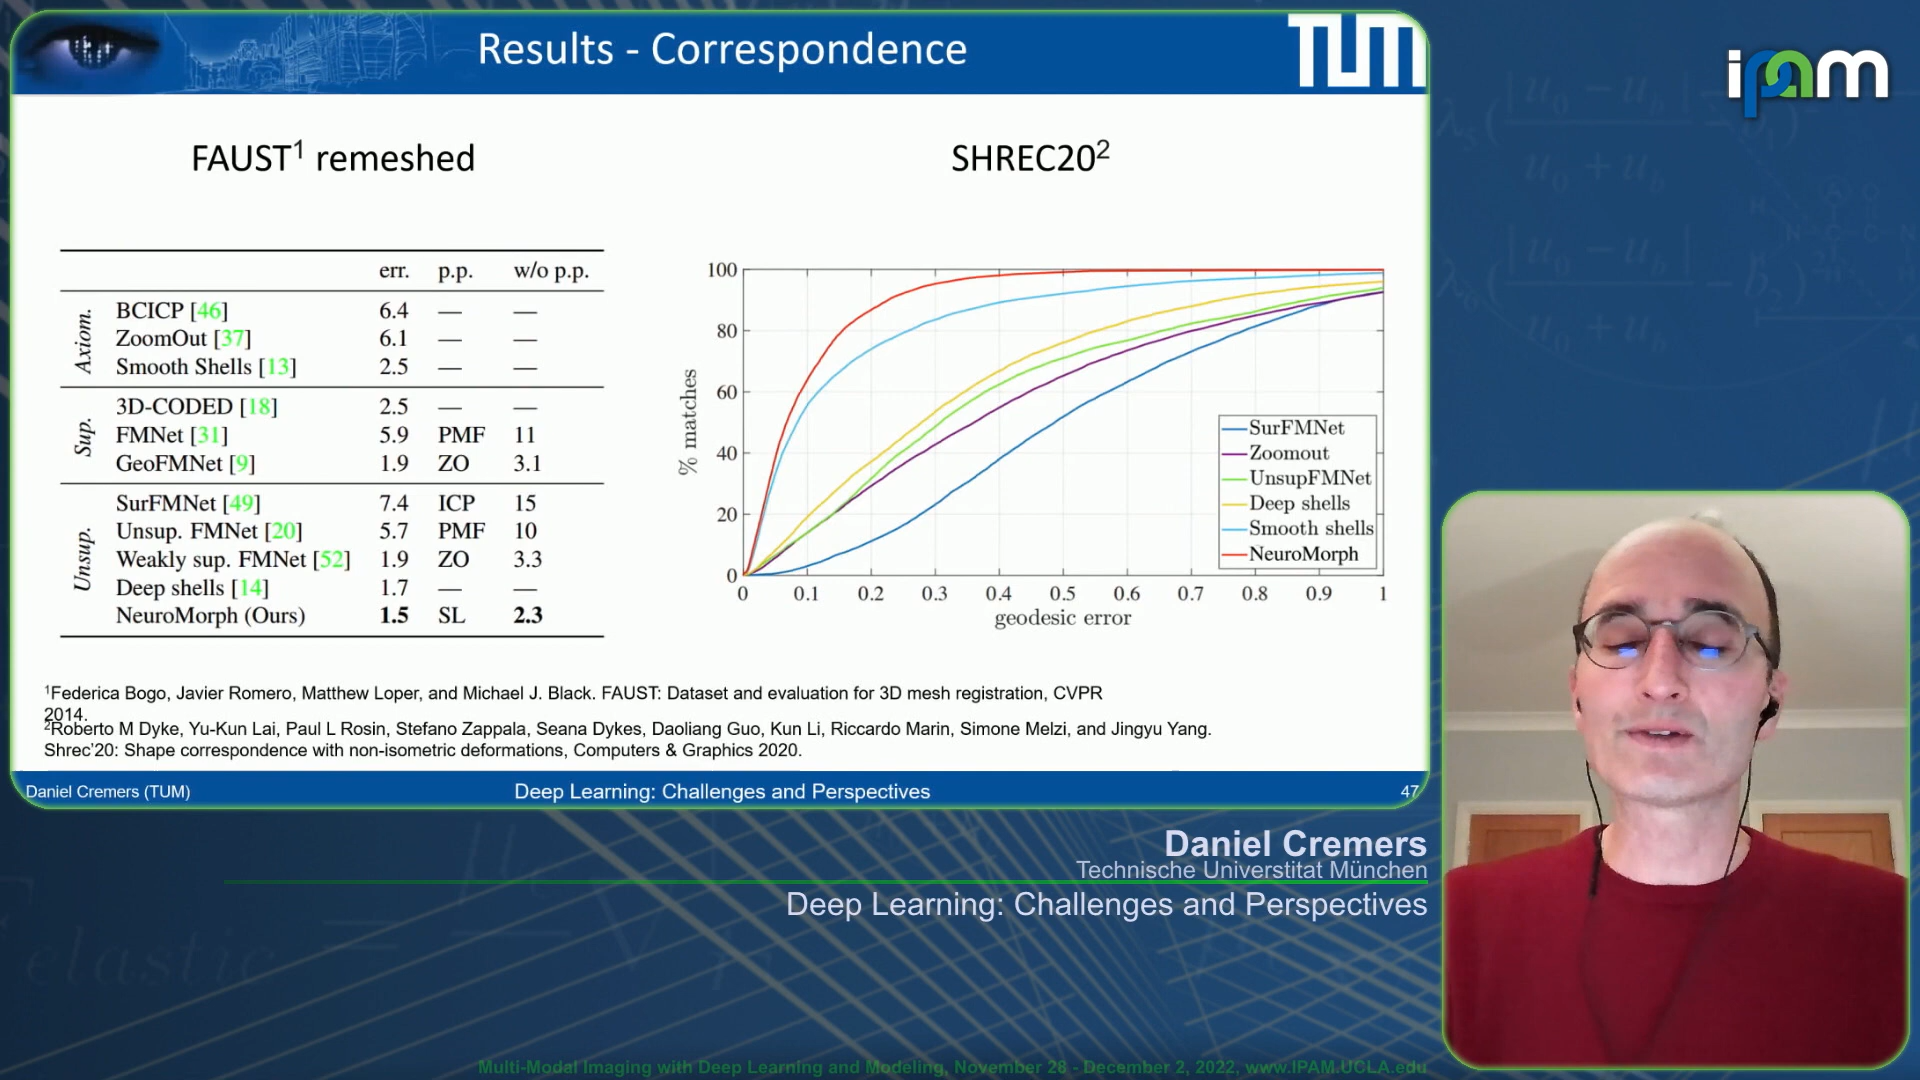 Results - Correspondence
TUM
ipam
FAUST¹ remeshed
SHREC20²
err. p.p. w/o p.p.
Axiom.
BCICP [46] 6.4 — —
ZoomOut [37] 6.1 — —
Smooth Shells [13] 2.5 — —
Sup.
3D-CODED [18] 2.5 — —
FMNet [31] 5.9 PMF 11
GeoFMNet [9] 1.9 ZO 3.1
Unsup.
SurFMNet [49] 7.4 ICP 15
Unsup. FMNet [20] 5.7 PMF 10
Weakly sup. FMNet [52] 1.9 ZO 3.3
Deep shells [14] 1.7 — —
NeuroMorph (Ours) 1.5 SL 2.3
% matches
100
80
60
40
20
0
0 0.1 0.2 0.3 0.4 0.5 0.6 0.7 0.8 0.9 1
geodesic error
SurFMNet
Zoomout
UnsupFMNet
Deep shells
Smooth shells
NeuroMorph
¹Federica Bogo, Javier Romero, Matthew Loper, and Michael J. Black. FAUST: Dataset and evaluation for 3D mesh registration, CVPR
2014.
²Roberto M Dyke, Yu-Kun Lai, Paul L Rosin, Stefano Zappala, Seana Dykes, Daoliang Guo, Kun Li, Riccardo Marin, Simone Melzi, and Jingyu Yang.
Shrec'20: Shape correspondence with non-isometric deformations, Computers & Graphics 2020.
Daniel Cremers (TUM) Deep Learning: Challenges and Perspectives 47
Daniel Cremers
Technische Universtitat München
Deep Learning: Challenges and Perspectives
elastic
Multi-Modal Imaging with Deep Learning and Modeling, November 28 - December 2, 2022, www.IPAM.UCLA.edu